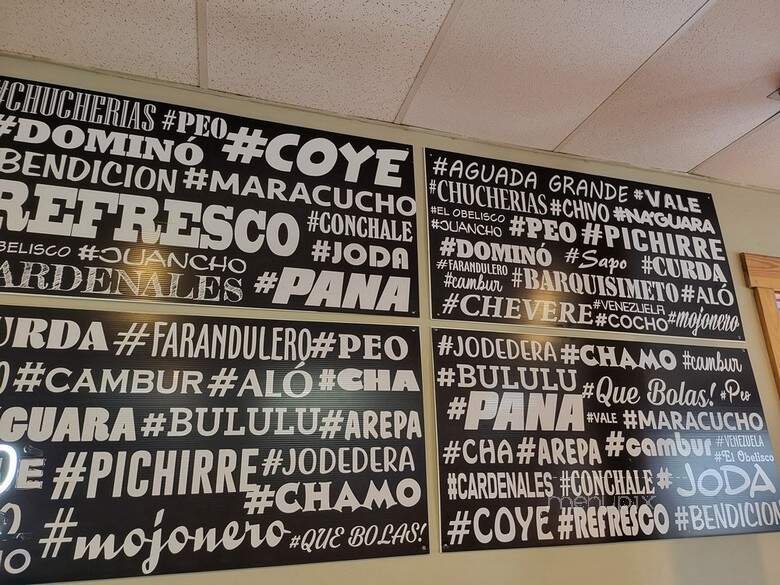 #CHUCHERIAS #PEO #COYE
#DOMINÓ
BENDICION #MARACUCHO
REFRESCO #CONCHALE
OBELISCO #JUANCHO #JODA
ARDENALES #PANA
#AGUADA GRANDE #VALE
#CHUCHERIAS #CHIVO #NA'GUARA
#EL OBELISCO #PEO #PICHIRRE
#JUANCHO
#DOMINÓ #Sapo #CURDA
#FARANDULERO #BARQUISIMETO #ALÓ
#cambur
#CHEVERE #VENEZUELA #mojonero
#COCHO
URDA #FARANDULERO #PEO
#CAMBUR #ALÓ #CHA
GUARA #BULULU #AREPA
E #PICHIRRE #JODEDERA
#CHAMO
#mojonero #QUE BOLAS!
#JODEDERA #CHAMO #cambur
#BULULU #Que Bolas! #Peo
#PANA #VALE #MARACUCHO
#CHA #AREPA #cambur #VENEZUELA
#El Obelisco
#CARDENALES #CONCHALE #JODA
menupix
#COYE #REFRESCO #BENDICION